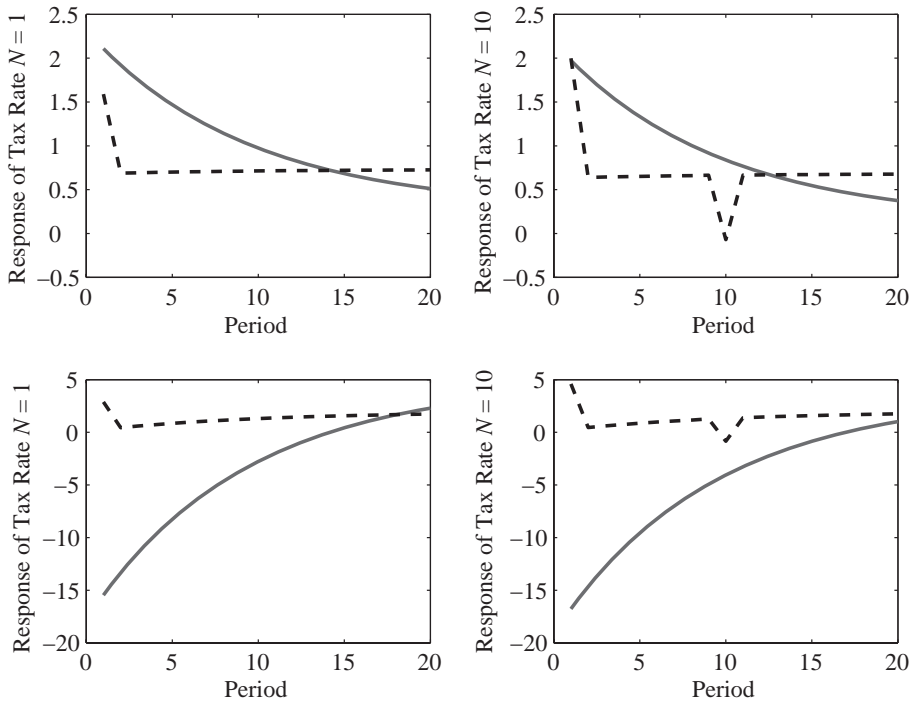 Response of Tax Rate N = 1
2.5
2
1.5
1
0.5
0
−0.5
0 5 10 15 20
Period
Response of Tax Rate N = 10
2.5
2
1.5
1
0.5
0
−0.5
0 5 10 15 20
Period
Response of Tax Rate N = 1
5
0
−5
−10
−15
−20
0 5 10 15 20
Period
Response of Tax Rate N = 10
5
0
−5
−10
−15
−20
0 5 10 15 20
Period